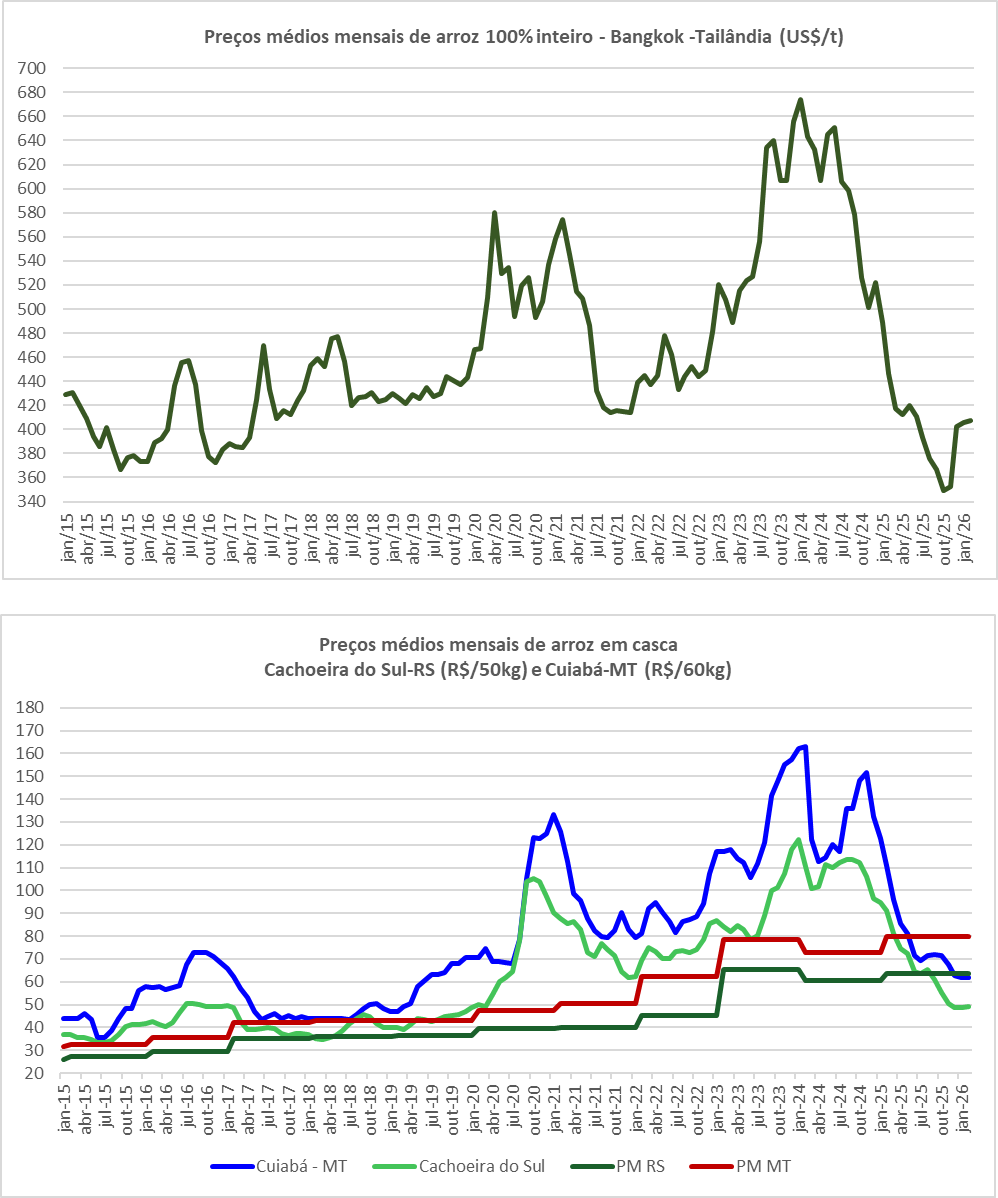 Preços médios mensais de arroz 100% inteiro - Bangkok -Tailândia (US$/t)
700
680
660
640
620
600
580
560
540
520
500
480
460
440
420
400
380
360
340
jan/15
abr/15
jul/15
out/15
jan/16
abr/16
jul/16
out/16
jan/17
abr/17
jul/17
out/17
jan/18
abr/18
jul/18
out/18
jan/19
abr/19
jul/19
out/19
jan/20
abr/20
jul/20
out/20
jan/21
abr/21
jul/21
out/21
jan/22
abr/22
jul/22
out/22
jan/23
abr/23
jul/23
out/23
jan/24
abr/24
jul/24
out/24
jan/25
abr/25
jul/25
out/25
jan/26
Preços médios mensais de arroz em casca
Cachoeira do Sul-RS (R$/50kg) e Cuiabá-MT (R$/60kg)
180
170
160
150
140
130
120
110
100
90
80
70
60
50
40
30
20
jan-15
abr-15
jul-15
out-15
jan-16
abr-16
jul-16
out-16
jan-17
abr-17
jul-17
out-17
jan-18
abr-18
jul-18
out-18
jan-19
abr-19
jul-19
out-19
jan-20
abr-20
jul-20
out-20
jan-21
abr-21
jul-21
out-21
jan-22
abr-22
jul-22
out-22
jan-23
abr-23
jul-23
out-23
jan-24
abr-24
jul-24
out-24
jan-25
abr-25
jul-25
out-25
jan-26
Cuiabá - MT
Cachoeira do Sul
PM RS
PM MT